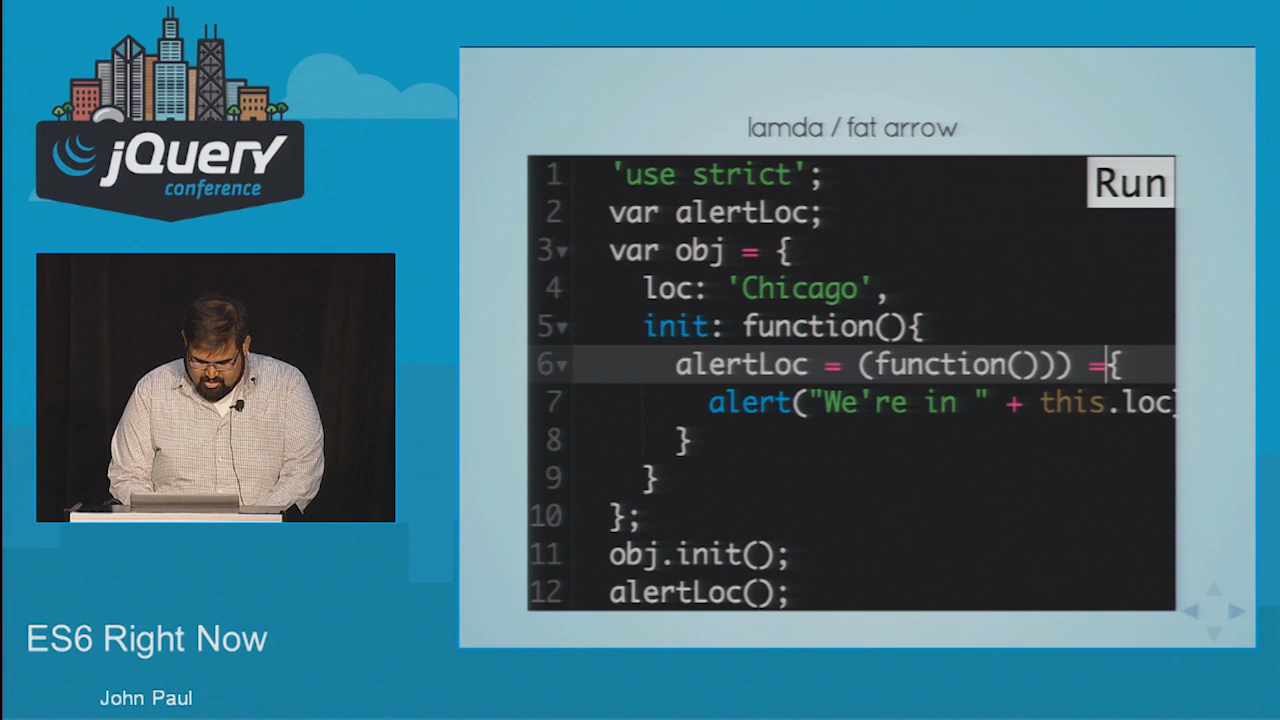 jQuery
conference
ES6 Right Now
John Paul
lamda / fat arrow
Run
1 'use strict';
2 var alertLoc;
3 var obj = {
4 loc: 'Chicago',
5 init: function(){
6 alertLoc = (function())) ={
7 alert("We're in " + this.loc)
8 }
9 }
10 };
11 obj.init();
12 alertLoc();